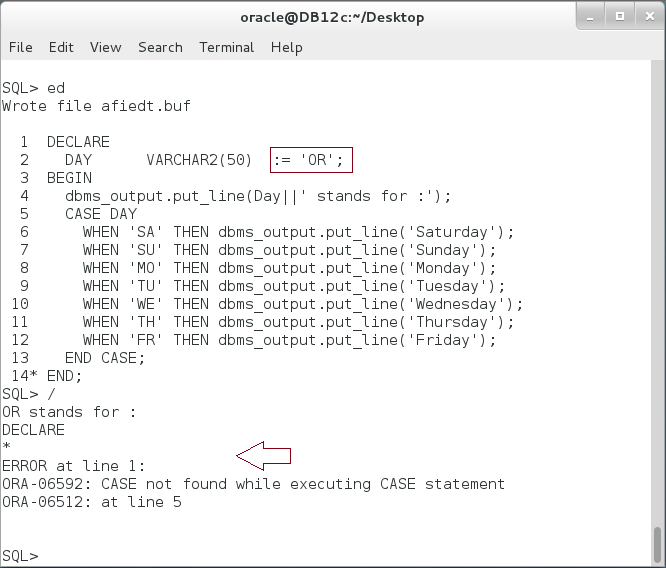 oracle@DB12c:~/Desktop
File Edit View Search Terminal Help
SQL> ed
Wrote file afiedt.buf
1 DECLARE
2 DAY VARCHAR2(50) := 'OR';
3 BEGIN
4 dbms_output.put_line(Day||' stands for :');
5 CASE DAY
6 WHEN 'SA' THEN dbms_output.put_line('Saturday');
7 WHEN 'SU' THEN dbms_output.put_line('Sunday');
8 WHEN 'MO' THEN dbms_output.put_line('Monday');
9 WHEN 'TU' THEN dbms_output.put_line('Tuesday');
10 WHEN 'WE' THEN dbms_output.put_line('Wednesday');
11 WHEN 'TH' THEN dbms_output.put_line('Thursday');
12 WHEN 'FR' THEN dbms_output.put_line('Friday');
13 END CASE;
14* END;
SQL> /
OR stands for :
DECLARE
*
ERROR at line 1:
ORA-06592: CASE not found while executing CASE statement
ORA-06512: at line 5
SQL>